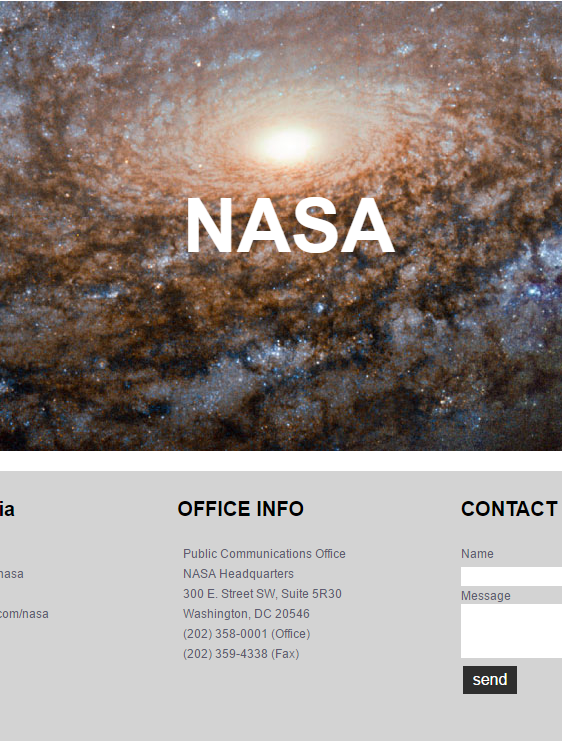 NASA
ia
nasa
com/nasa
OFFICE INFO
Public Communications Office
NASA Headquarters
300 E. Street SW, Suite 5R30
Washington, DC 20546
(202) 358-0001 (Office)
(202) 359-4338 (Fax)
CONTACT
Name
Message
send